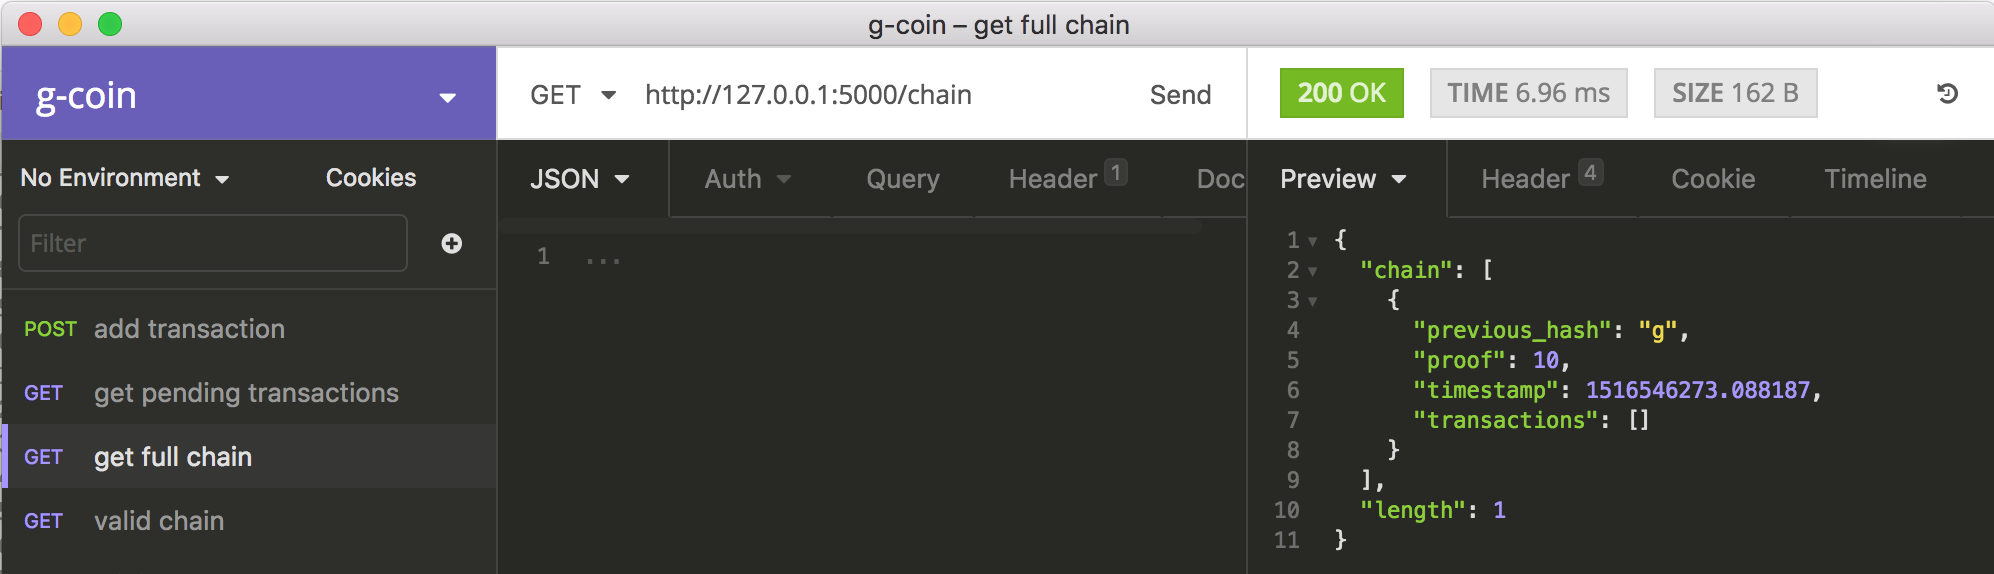 g-coin – get full chain
g-coin
GET http://127.0.0.1:5000/chain Send
200 OK TIME 6.96 ms SIZE 162 B
No Environment Cookies
Filter
POST add transaction
GET get pending transactions
GET get full chain
GET valid chain
JSON Auth Query Header 1 Doc
1 ...
Preview Header 4 Cookie Timeline
1 {
2 "chain": [
3 {
4 "previous_hash": "g",
5 "proof": 10,
6 "timestamp": 1516546273.088187,
7 "transactions": []
8 }
9 ],
10 "length": 1
11 }